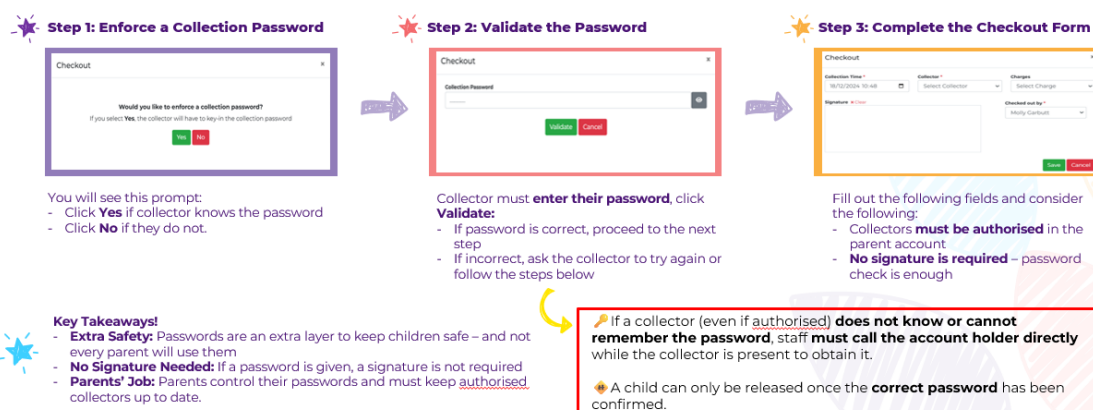 Step 1: Enforce a Collection Password
Checkout
×
Would you like to enforce a collection password?
If you select Yes, the collector will have to key-in the collection password
Yes
No
You will see this prompt:
- Click Yes if collector knows the password
- Click No if they do not.
Step 2: Validate the Password
Checkout
×
Collection Password
Validate
Cancel
Collector must enter their password, click
Validate:
- If password is correct, proceed to the next
step
- If incorrect, ask the collector to try again or
follow the steps below
Step 3: Complete the Checkout Form
Checkout
Collection Time *
18/12/2024 10:48
Collector *
Select Collector
Charges
Select Charge
Signature × Clear
Checked out by *
Molly Garbutt
Save
Cancel
Fill out the following fields and consider
the following:
- Collectors must be authorised in the
parent account
- No signature is required – password
check is enough
Key Takeaways!
- Extra Safety: Passwords are an extra layer to keep children safe – and not
every parent will use them
- No Signature Needed: If a password is given, a signature is not required
- Parents' Job: Parents control their passwords and must keep authorised
collectors up to date.
🔑 If a collector (even if authorised) does not know or cannot
remember the password, staff must call the account holder directly
while the collector is present to obtain it.
🚸 A child can only be released once the correct password has been
confirmed.